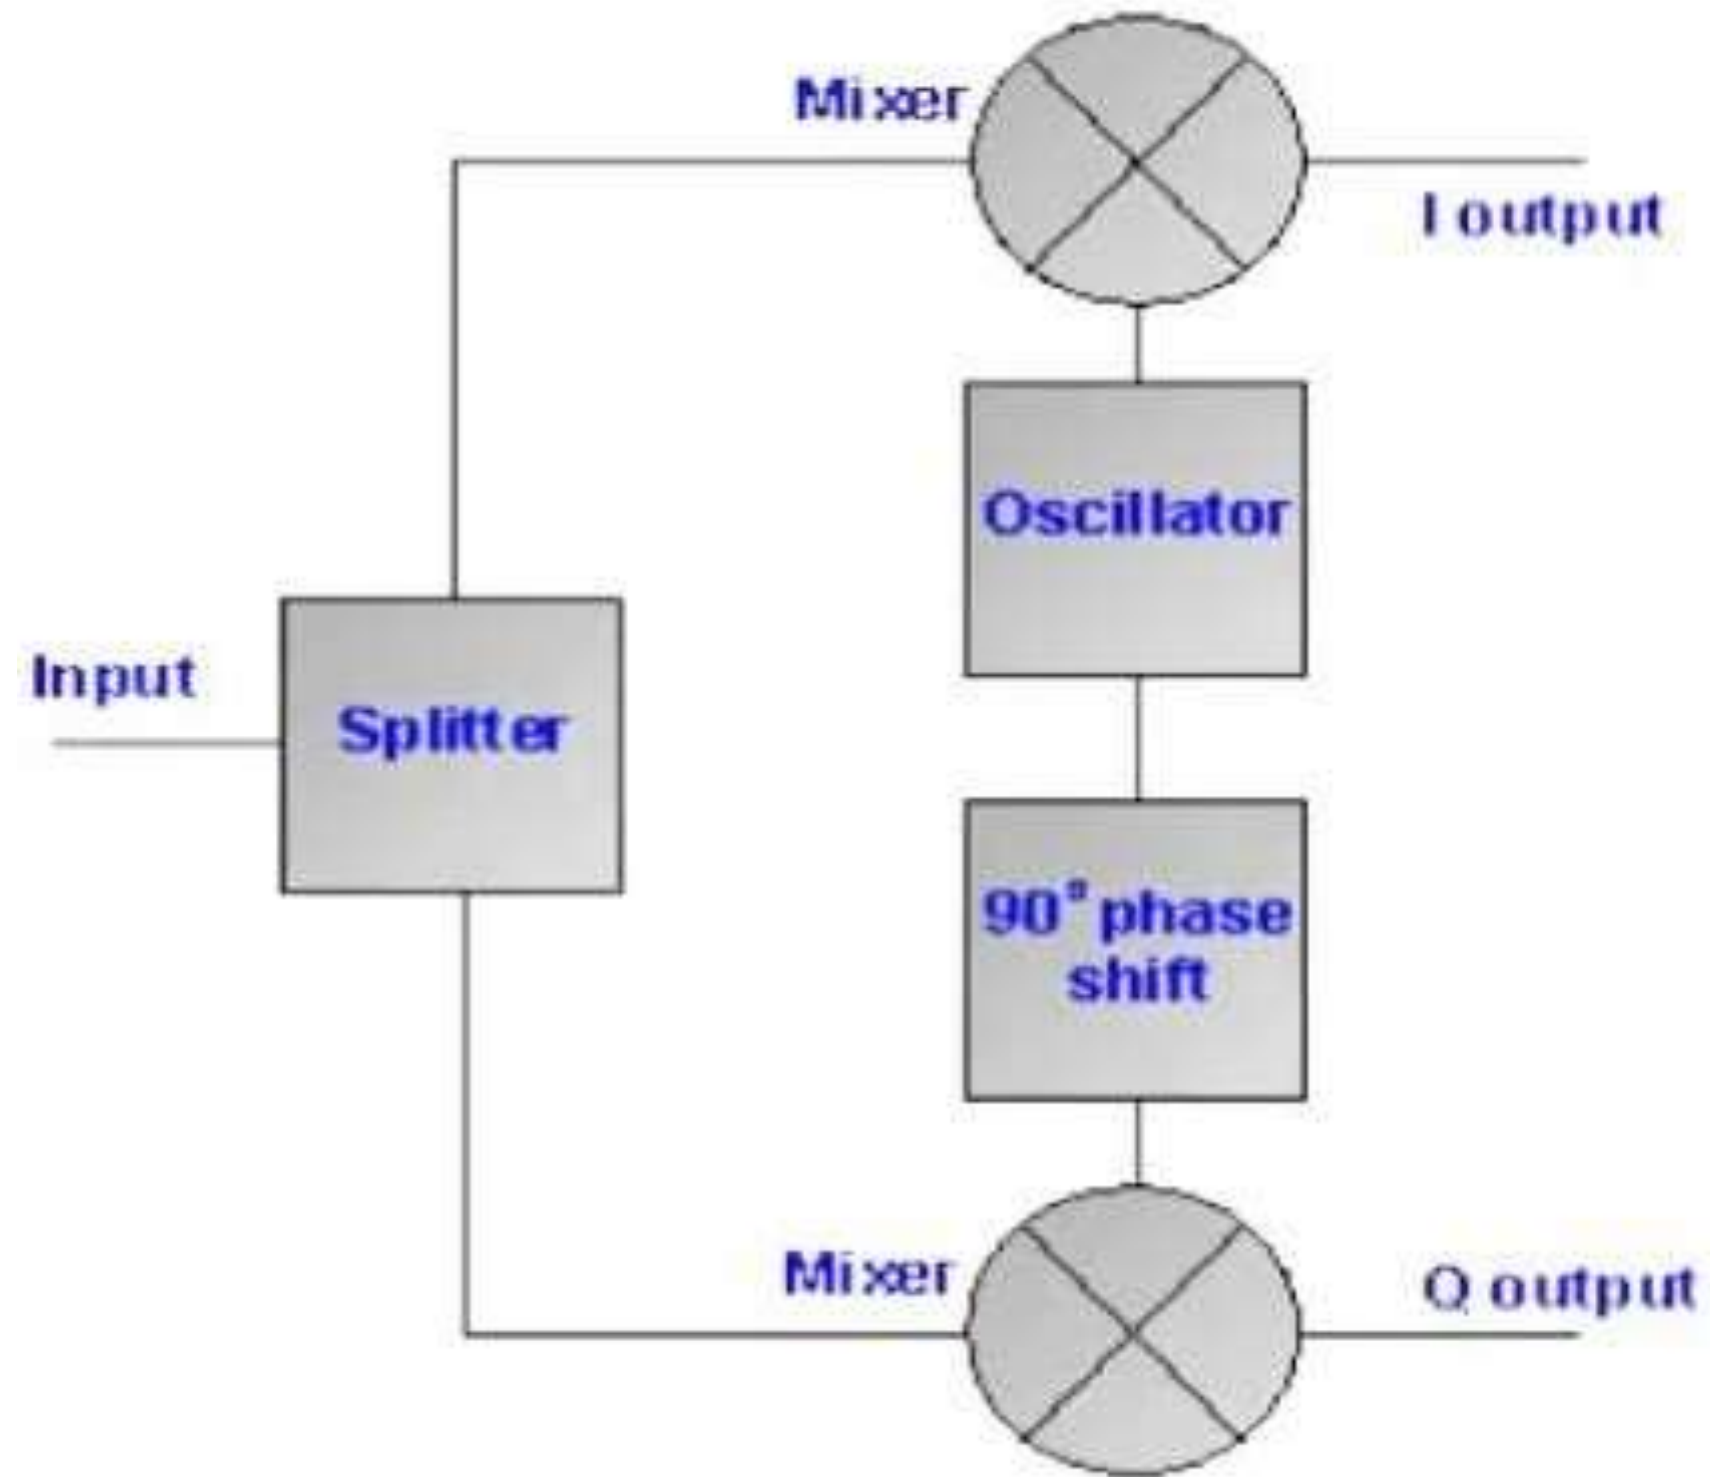 Mixer
I output
Oscillator
Input
Splitter
90° phase
shift
Mixer
Q output